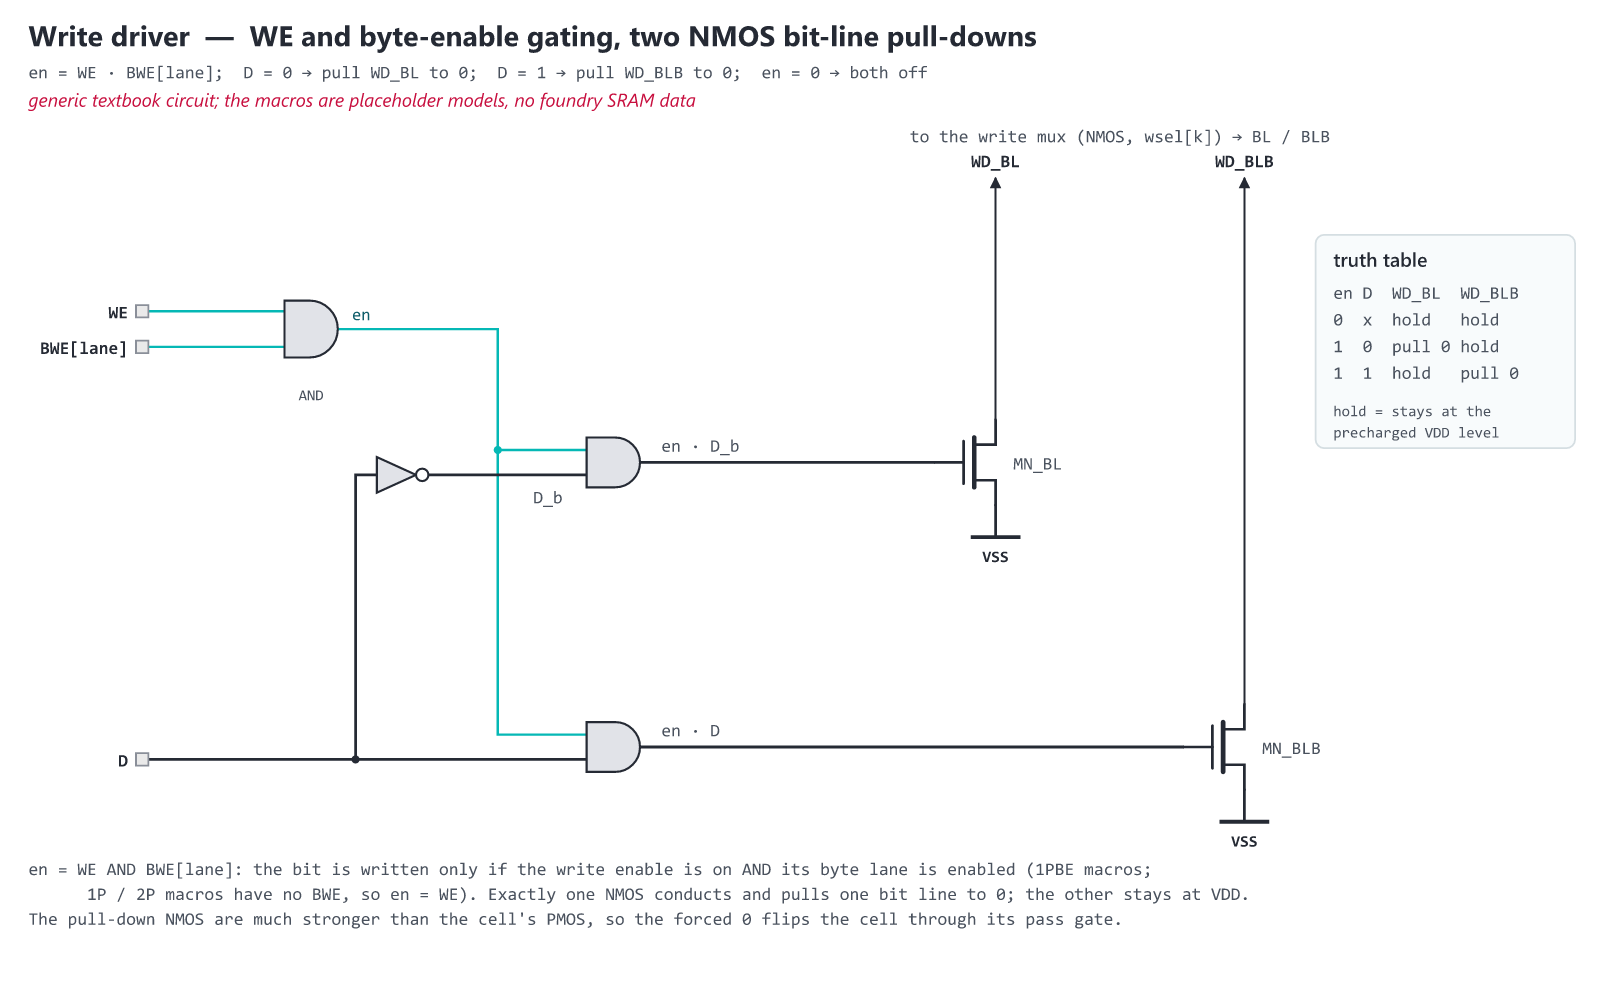 Write driver — WE and byte-enable gating, two NMOS bit-line pull-downs
en = WE · BWE[lane];  D = 0 → pull WD_BL to 0;  D = 1 → pull WD_BLB to 0;  en = 0 → both off
generic textbook circuit; the macros are placeholder models, no foundry SRAM data
to the write mux (NMOS, wsel[k]) → BL / BLB
WD_BL
WD_BLB
truth table
en D  WD_BL  WD_BLB
0  x  hold   hold
1  0  pull 0 hold
1  1  hold   pull 0
hold = stays at the
precharged VDD level
WE
en
BWE[lane]
AND
en · D_b
MN_BL
D_b
VSS
en · D
MN_BLB
D
VSS
en = WE AND BWE[lane]: the bit is written only if the write enable is on AND its byte lane is enabled (1PBE macros;
1P / 2P macros have no BWE, so en = WE). Exactly one NMOS conducts and pulls one bit line to 0; the other stays at VDD.
The pull-down NMOS are much stronger than the cell's PMOS, so the forced 0 flips the cell through its pass gate.